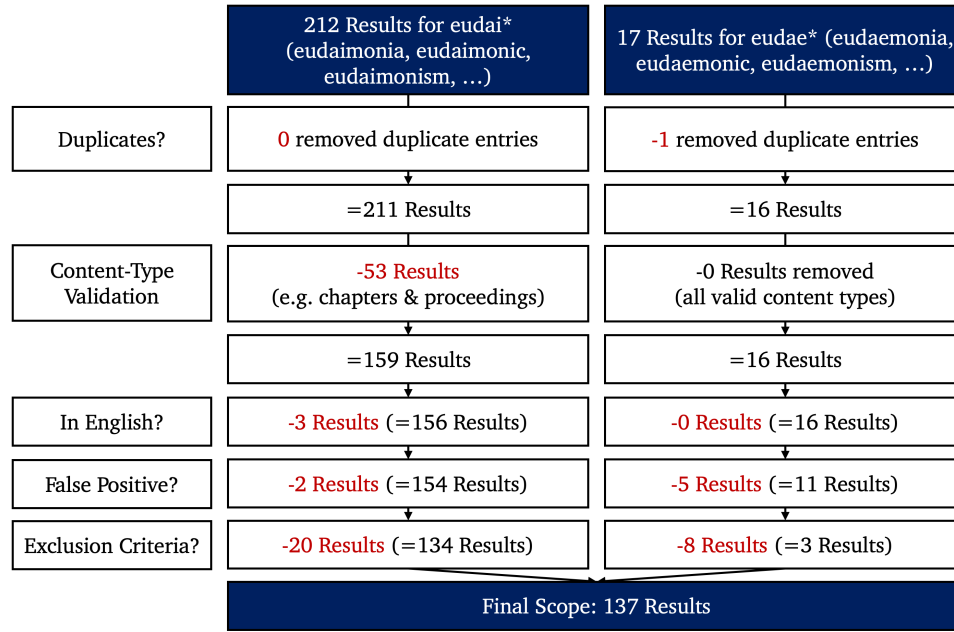 212 Results for eudai*
(eudaimonia, eudaimonic,
eudaimonism, …)
17 Results for eudae* (eudaemonia,
eudaemonic, eudaemonism, …)
Duplicates?
0 removed duplicate entries
-1 removed duplicate entries
=211 Results
=16 Results
Content-Type
Validation
-53 Results
(e.g. chapters & proceedings)
-0 Results removed
(all valid content types)
=159 Results
=16 Results
In English?
-3 Results (=156 Results)
-0 Results (=16 Results)
False Positive?
-2 Results (=154 Results)
-5 Results (=11 Results)
Exclusion Criteria?
-20 Results (=134 Results)
-8 Results (=3 Results)
Final Scope: 137 Results